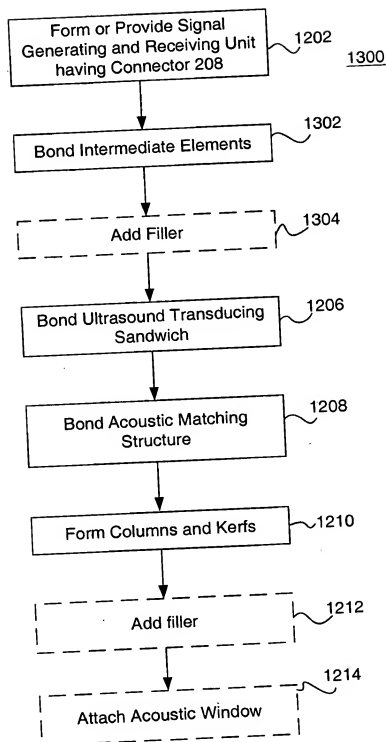 Form or Provide Signal
Generating and Receiving Unit
having Connector 208
1202
1300
Bond Intermediate Elements
1302
Add Filler
1304
Bond Ultrasound Transducing
Sandwich
1206
Bond Acoustic Matching
Structure
1208
Form Columns and Kerfs
1210
Add filler
1212
Attach Acoustic Window
1214